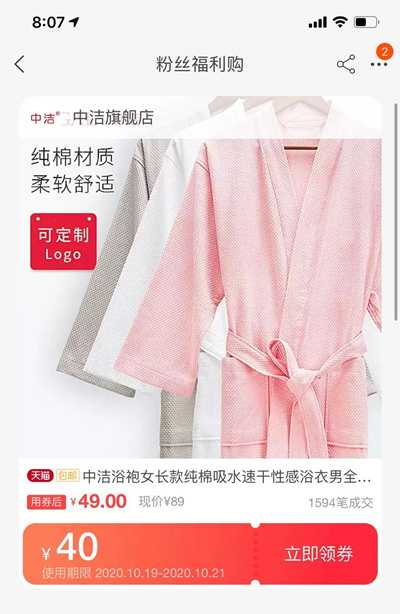 8:07
粉丝福利购
2
中洁® 中洁旗舰店
纯棉材质
柔软舒适
可定制
Logo
天猫 包邮 中洁浴袍女长款纯棉吸水速干性感浴衣男全...
用券后 ¥49.00 现价¥89 1594笔成交
¥40 立即领券
使用期限 2020.10.19-2020.10.21